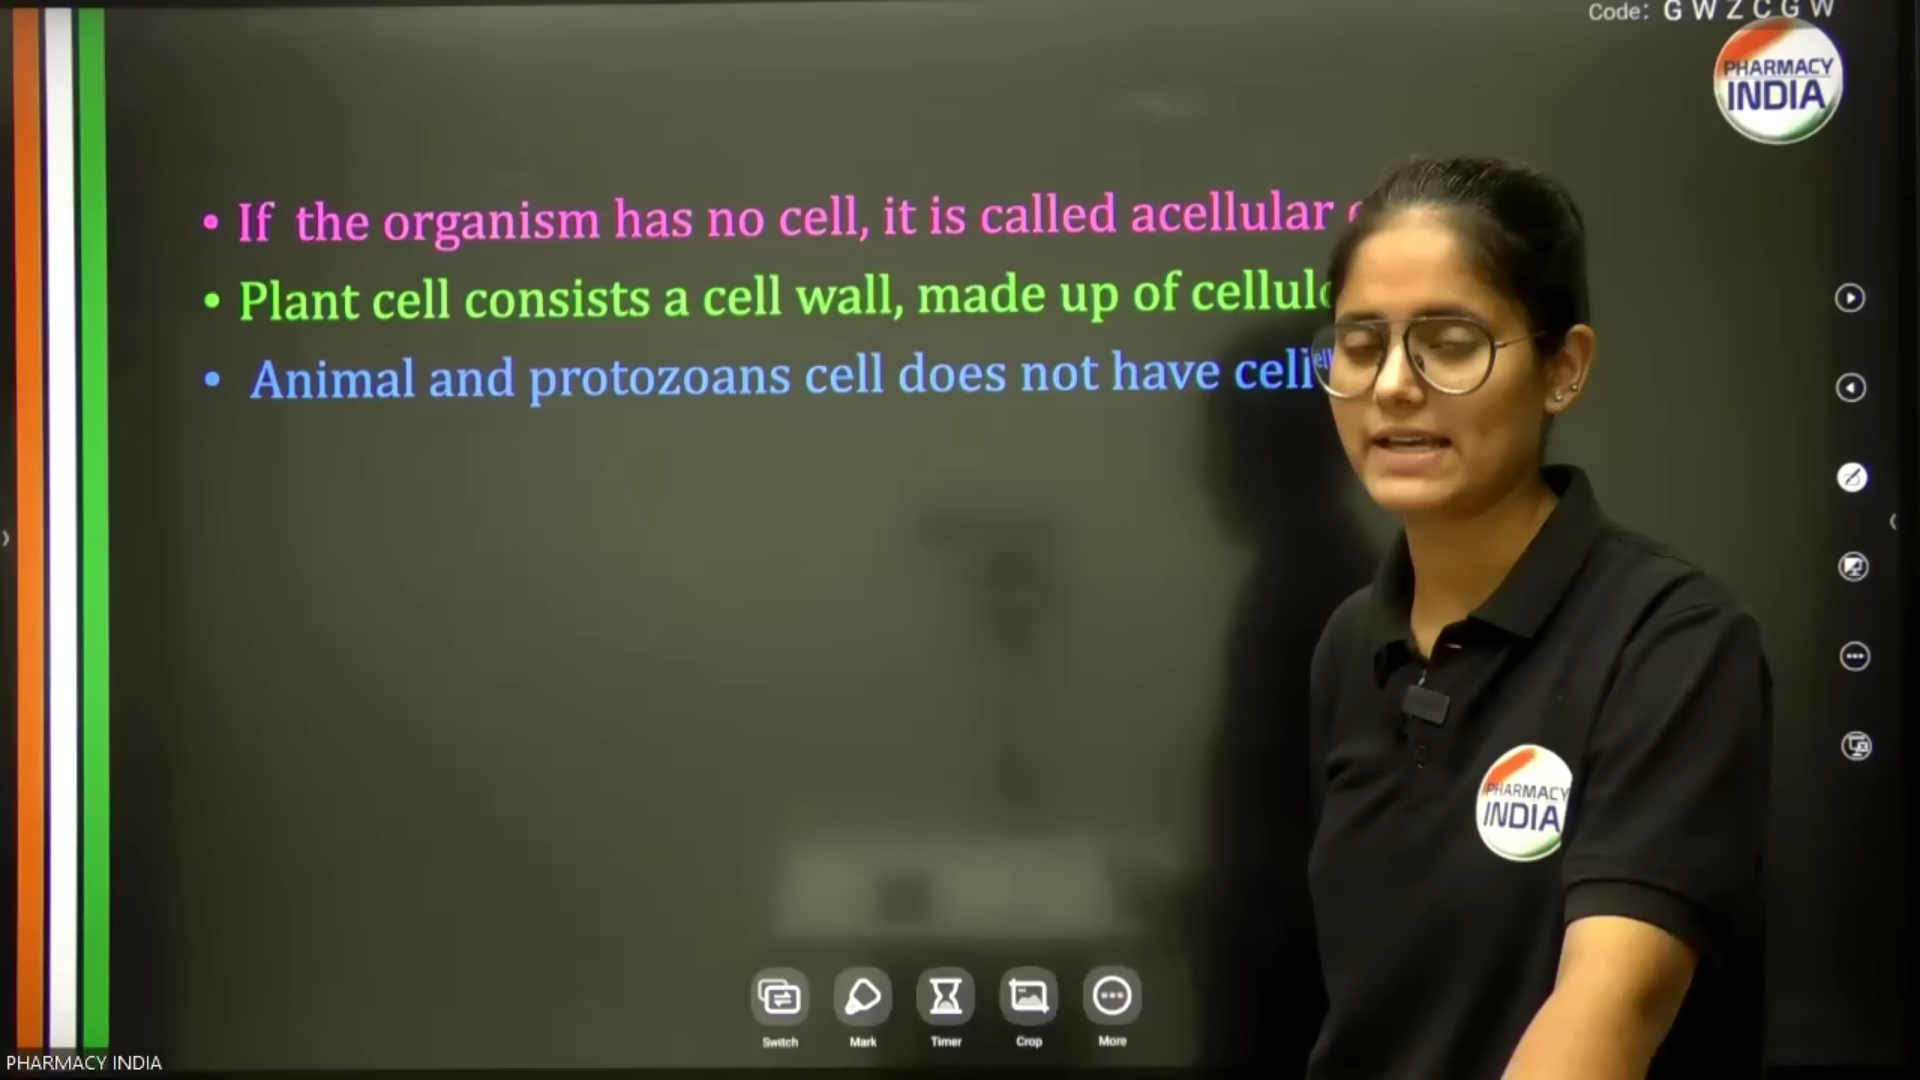 Code: G W Z C G W
PHARMACY
INDIA
• If the organism has no cell, it is called acellular
• Plant cell consists a cell wall, made up of
• Animal and protozoans cell does not have cell
PHARMACY
INDIA
Switch Mark Timer Crop More
PHARMACY INDIA